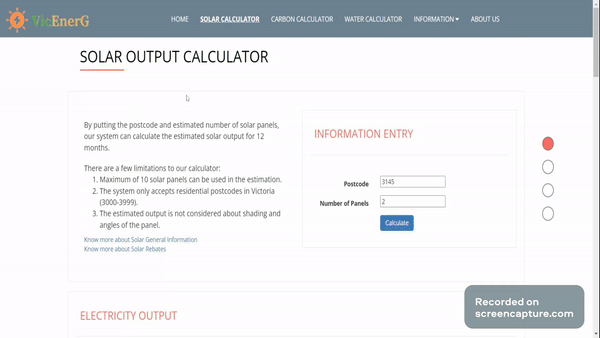 VicEnerG
HOME SOLAR CALCULATOR CARBON CALCULATOR WATER CALCULATOR INFORMATION ABOUT US
SOLAR OUTPUT CALCULATOR
By putting the postcode and estimated number of solar panels,
our system can calculate the estimated solar output for 12
months.
There are a few limitations to our calculator:
1. Maximum of 10 solar panels can be used in the estimation.
2. The system only accepts residential postcodes in Victoria
(3000-3999).
3. The estimated output is not considered about shading and
angles of the panel.
Know more about Solar General Information
Know more about Solar Rebates
INFORMATION ENTRY
Postcode 3145
Number of Panels 2
Calculate
ELECTRICITY OUTPUT
Recorded on
screencapture.com